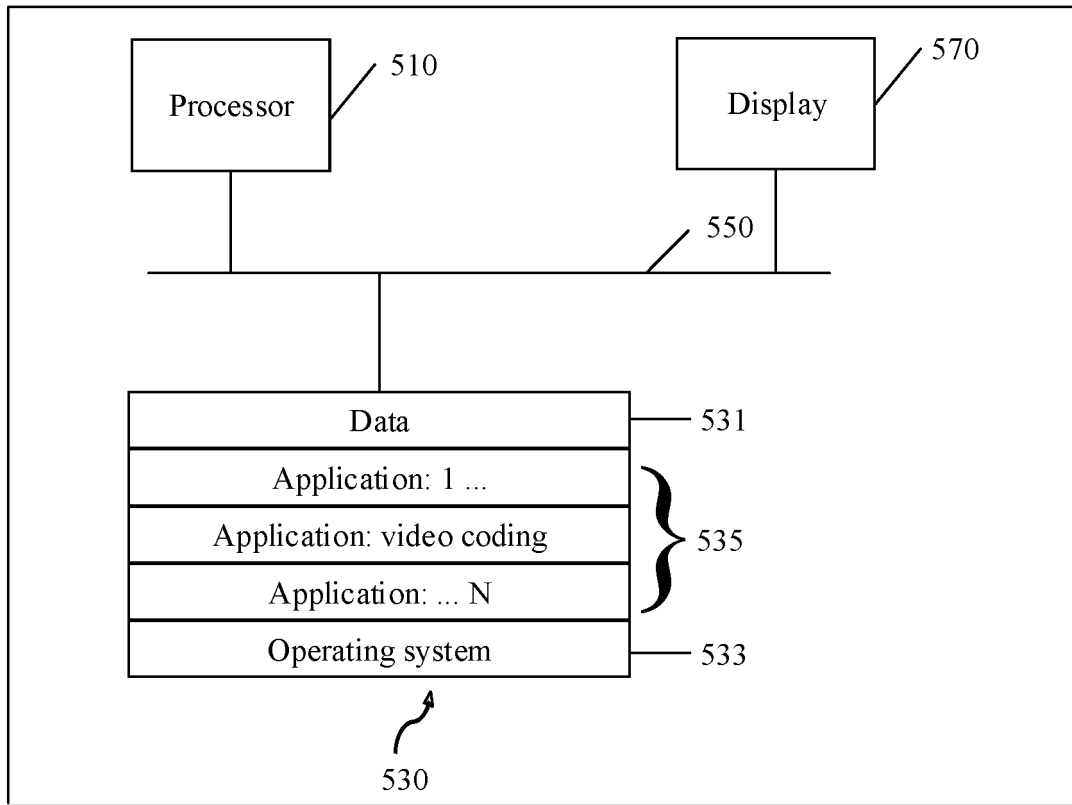 510
570
Processor
Display
550
Data
531
Application: 1 ...
Application: video coding
535
Application: ... N
Operating system
533
530